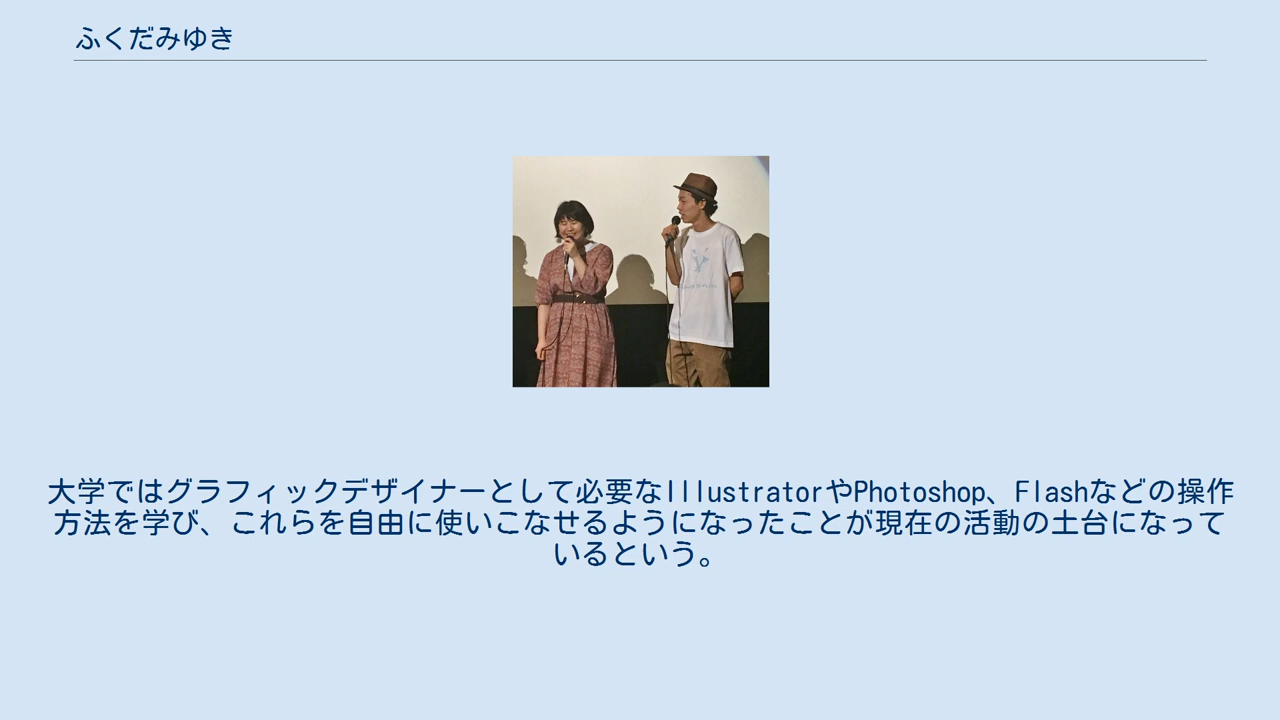 ふくだみゆき
大学ではグラフィックデザイナーとして必要なIllustratorやPhotoshop、Flashなどの操作
方法を学び、これらを自由に使いこなせるようになったことが現在の活動の土台になって
いるという。